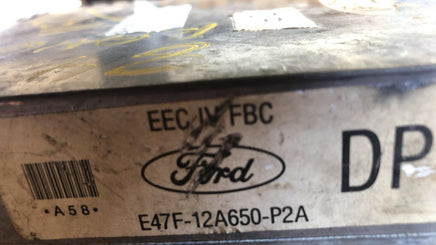 EEC IV FBC
Ford
DP
*A58*
E47F-12A650-P2A